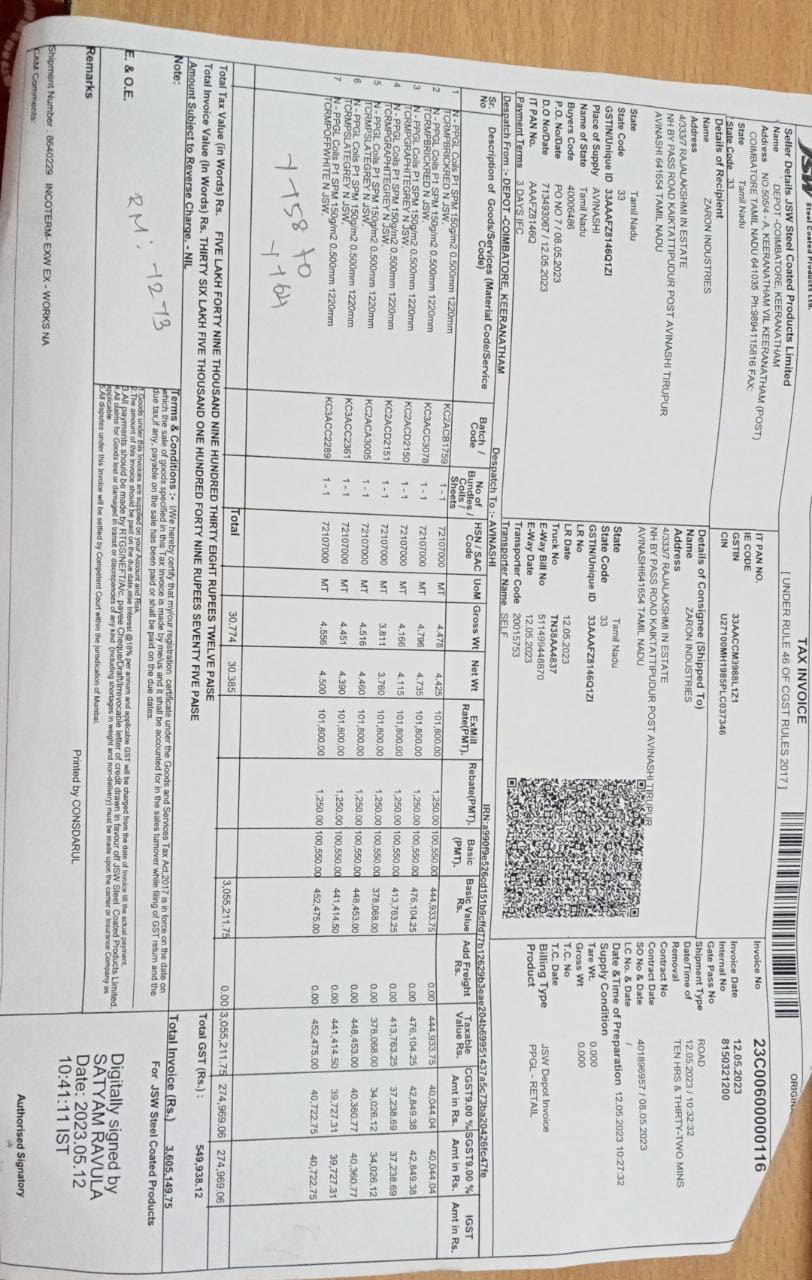 JSW Steel Coated Products Ltd.
TAX INVOICE
[ UNDER RULE 46 OF CGST RULES 2017 ]
Seller Details JSW Steel Coated Products Limited
Name DEPOT -COIMBATORE, KEERANATHAM
Address NO 505/4 - A, KEERANATHAM VIL KEERANATHAM (POST)
COIMBATORE TAMIL NADU 641035 Ph:9894115816 FAX:
State Tamil Nadu
State Code 33
IT PAN NO.
IE CODE
GSTIN 33AACCM3988L1Z1
CIN U27100MH1985PLC037346
Invoice No 23C00600000116
Invoice Date 12.05.2023
Internal No 8150321200
Gate Pass No
Shipment Type ROAD
Date/Time of 12.05.2023 / 10:32:32
Removal TEN HRS & THIRTY-TWO MINS
Contract No
Contract Date
SO No & Date 401896957 / 08.05.2023
LC No. & Date /
Date &Time of Preparation 12.05.2023 10:27:32
Supply Condition
Tare Wt. 0.000
Gross Wt 0.000
T.C. No
T.C. Date
Billing Type JSW Depot Invoice
Product PPGL - RETAIL
Details of Recipient
Name ZARON INDUSTRIES
Address
4/333/7 RAJALAKSHMI IN ESTATE
NH BY PASS ROAD KAIKTATTIPUDUR POST AVINASHI TIRUPUR
AVINASHI 641654 TAMIL NADU
State Tamil Nadu
State Code 33
GSTIN/Unique ID 33AAAFZ8146Q1ZI
Place of Supply AVINASHI
Name of State Tamil Nadu
Buyers Code 40006486
P.O. No/Date PO NO 7 / 08.05.2023
D.O No/Date 713493067 / 12.05.2023
IT PAN No AAAFZ8146Q
Payment Terms 3 DAYS IFC
Details of Consignee (Shipped To)
Name ZARON INDUSTRIES
Address
4/333/7 RAJALAKSHMI IN ESTATE
NH BY PASS ROAD KAIKTATTIPUDUR POST AVINASHI TIRUPUR
AVINASHI641654 TAMIL NADU
State Tamil Nadu
State Code 33
GSTIN/Unique ID 33AAAFZ8146Q1ZI
LR No
LR Date 12.05.2023
Truck No TN38AA4837
E-Way Bill No 511499448870
E-Way Date 12.05.2023
Transporter Code 20015753
Transporter Name SELF
Despatch From :- DEPOT -COIMBATORE, KEERANATHAM Despatch To :- AVINASHI
Sr. No Description of Goods/Services (Material Code/Service Code) Batch / Code No of Bundles / Coils / Sheets HSN / SAC Code UoM Gross Wt Net Wt ExMill Rate(PMT). Rebate(PMT). Basic (PMT). Basic Value Rs. Add Freight Rs. Taxable Value Rs. CGST9.00 % Amt in Rs. SGST9.00 % Amt in Rs. IGST Amt in Rs.
1 N - PPGL Coils P1 SPM 150g/m2 0.500mm 1220mm KC2ACB1759 1 - 1 72107000 MT 4.478 4.425 101,800.00 1,250.00 100,550.00 444,933.75 0.00 444,933.75 40,044.04 40,044.04
TCRMPBRICKRED N JSW.
2 N - PPGL Coils P1 SPM 150g/m2 0.500mm 1220mm KC3ACC3078 1 - 1 72107000 MT 4.796 4.735 101,800.00 1,250.00 100,550.00 476,104.25 0.00 476,104.25 42,849.38 42,849.38
TCRMPBRICKRED N JSW.
3 N - PPGL Coils P1 SPM 150g/m2 0.500mm 1220mm KC2ACD2150 1 - 1 72107000 MT 4.166 4.115 101,800.00 1,250.00 100,550.00 413,763.25 0.00 413,763.25 37,238.69 37,238.69
TCRMPGRAPHITEGREY N JSW.
4 N - PPGL Coils P1 SPM 150g/m2 0.500mm 1220mm KC2ACD2151 1 - 1 72107000 MT 3.811 3.760 101,800.00 1,250.00 100,550.00 378,068.00 0.00 378,068.00 34,026.12 34,026.12
TCRMPGRAPHITEGREY N JSW.
5 N - PPGL Coils P1 SPM 150g/m2 0.500mm 1220mm KC2ACA3005 1 - 1 72107000 MT 4.516 4.460 101,800.00 1,250.00 100,550.00 448,453.00 0.00 448,453.00 40,360.77 40,360.77
TCRMPSLATEGREY N JSW.
6 N - PPGL Coils P1 SPM 150g/m2 0.500mm 1220mm KC3ACC2361 1 - 1 72107000 MT 4.451 4.390 101,800.00 1,250.00 100,550.00 441,414.50 0.00 441,414.50 39,727.31 39,727.31
TCRMPSLATEGREY N JSW.
7 N - PPGL Coils P1 SPM 150g/m2 0.500mm 1220mm KC3ACC2289 1 - 1 72107000 MT 4.556 4.500 101,800.00 1,250.00 100,550.00 452,475.00 0.00 452,475.00 40,722.75 40,722.75
TCRMPOFFWHITE N JSW.
Total 30.774 30.385 3,055,211.75 0.00 3,055,211.75 274,969.06 274,969.06
Total Tax Value (in Words) Rs. FIVE LAKH FORTY NINE THOUSAND NINE HUNDRED THIRTY EIGHT RUPEES TWELVE PAISE
Total GST (Rs.) : 549,938.12
Total Invoice Value (In Words) Rs. THIRTY SIX LAKH FIVE THOUSAND ONE HUNDRED FORTY NINE RUPEES SEVENTY FIVE PAISE
Amount Subject to Reverse Charge. - NIL
Total Invoice (Rs.) 3,605,149.75
Note:
Terms & Conditions :- I/We hereby certify that my/our registration certificate under the Goods and Services Tax Act,2017 is in force on the date on
which the sale of goods specified in this Tax Invoice is made by me/us and it shall be accounted for in the sales turnover while filing of GST return and the
due tax,if any, payable on the sale has been paid or shall be paid on the due dates.
For JSW Steel Coated Products
E. & O.E.
1.Goods under this Invoices are supplied on your Account and Risk.
2.The amount of this invoice should be paid on the due date,else Interest @18% per annum and applicable GST will be charged from the date of invoice till the actual payment.
3.All payments should be made by RTGS/NEFT/A/c. payee Cheque/Draft/Irrevocable letter of credit drawn in favour of JSW Steel Coated Products Limited.
4.All claims for Goods lost or damaged in transit or discrepancies of any kind (including shortages in weight and non-delivery) must be made upon the carrier or Insurance Company as
applicable
5.All disputes under this Invoice will be settled by Competent Court within the jurisdiction of Mumbai.
Digitally signed by
SATYAM RAVULA
Date: 2023.05.12
10:41:11 IST
Remarks
Printed by CONSDARUL
Authorised Signatory
Shipment Number : 8640229 INCOTERM- EXW EX - WORKS NA
CAM Comments: